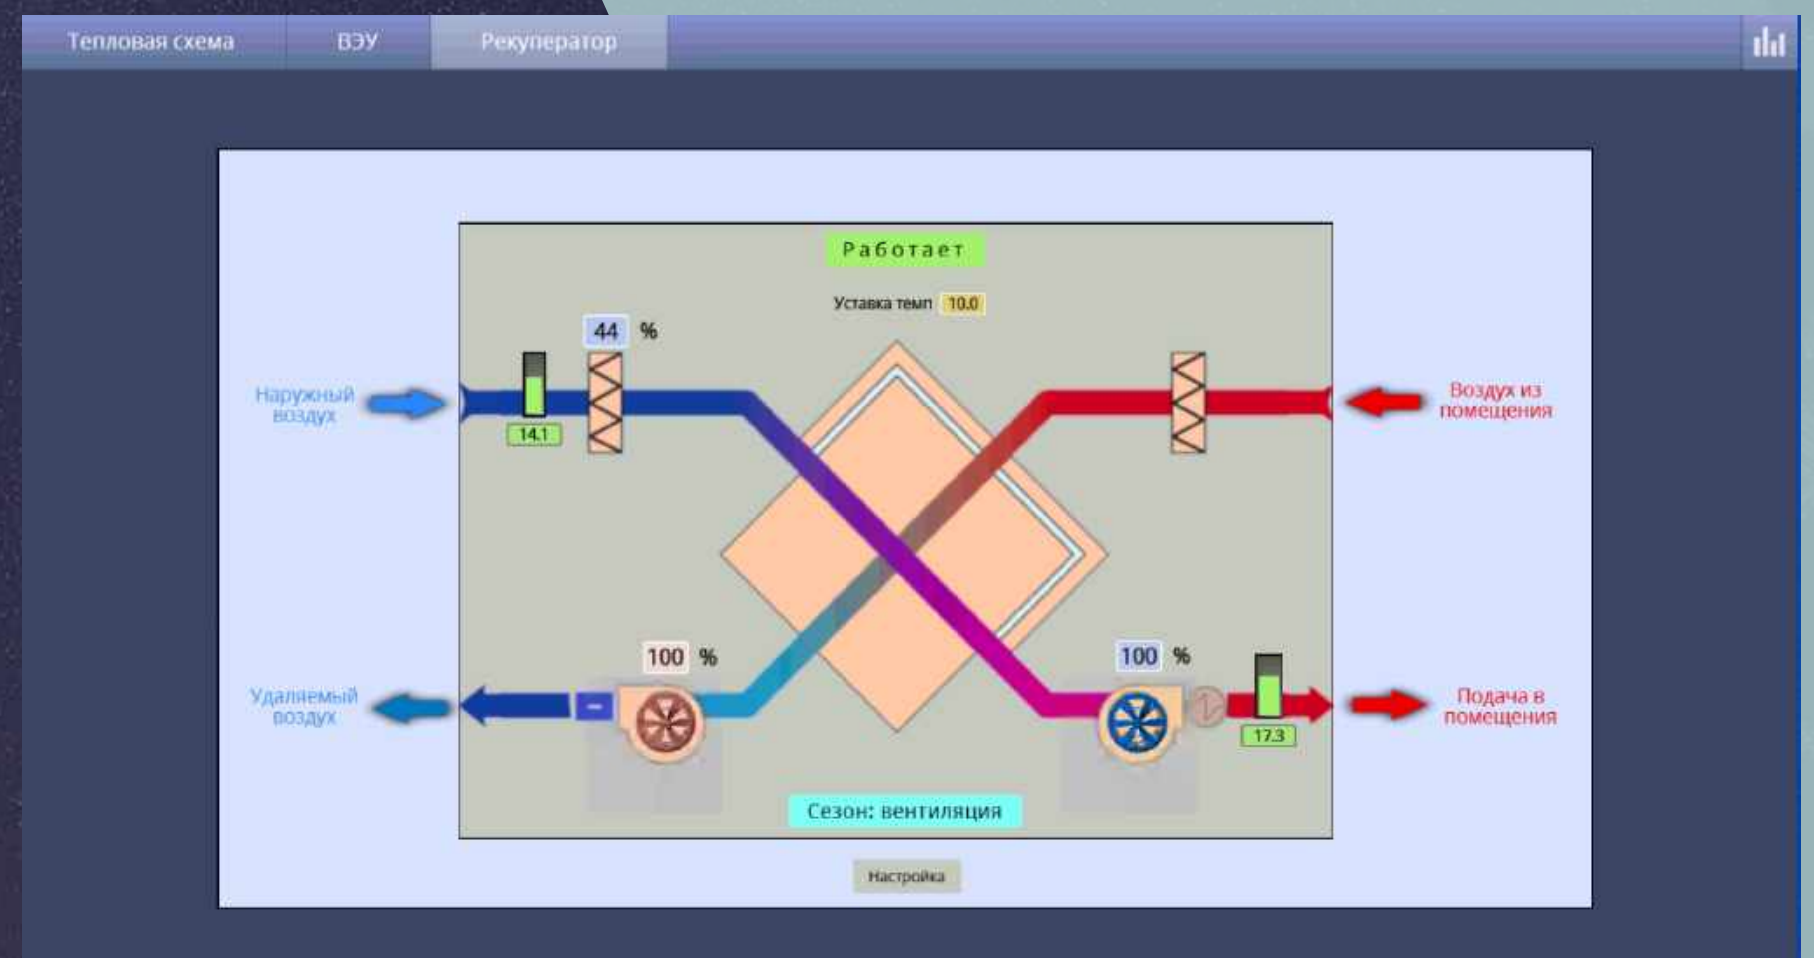 Тепловая схема
ВЭУ
Рекуператор
Работает
Уставка темп 10.0
44 %
Наружный
воздух
14.1
Воздух из
помещения
100 %
100 %
Удаляемый
воздух
Подача в
помещения
17.3
Сезон: вентиляция
Настройка